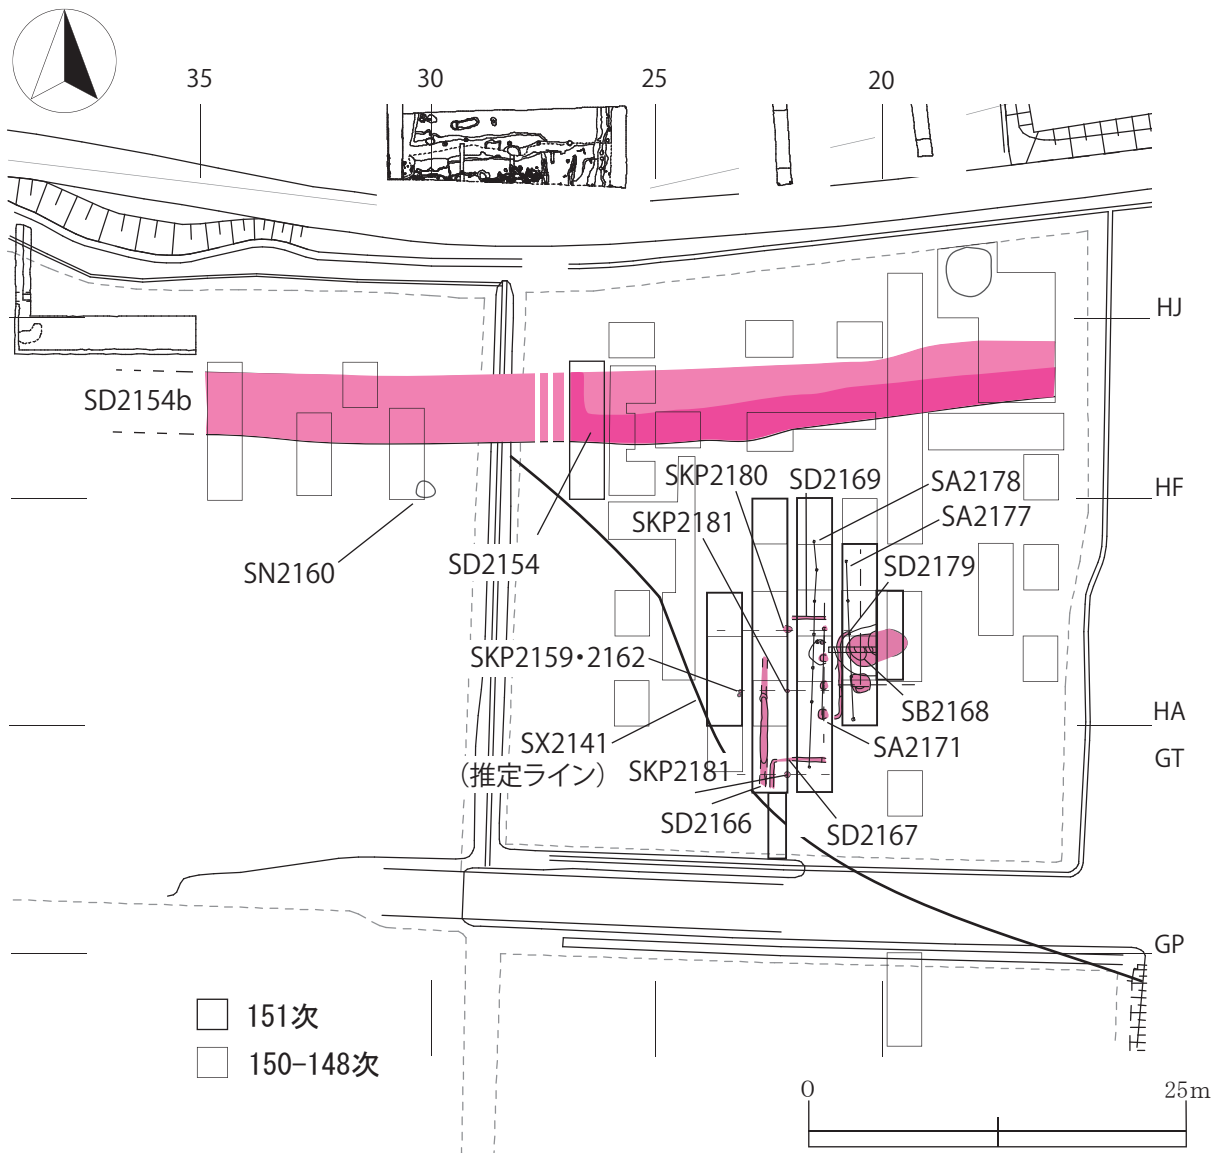 35
30
25
20
HJ
SD2154b
SKP2180
SD2169
SA2178
HF
SKP2181
SA2177
SN2160
SD2154
SD2179
SKP2159・2162
SB2168
HA
SX2141
(推定ライン)
SA2171
GT
SKP2181
SD2166
SD2167
GP
151次
150-148次
0
25m